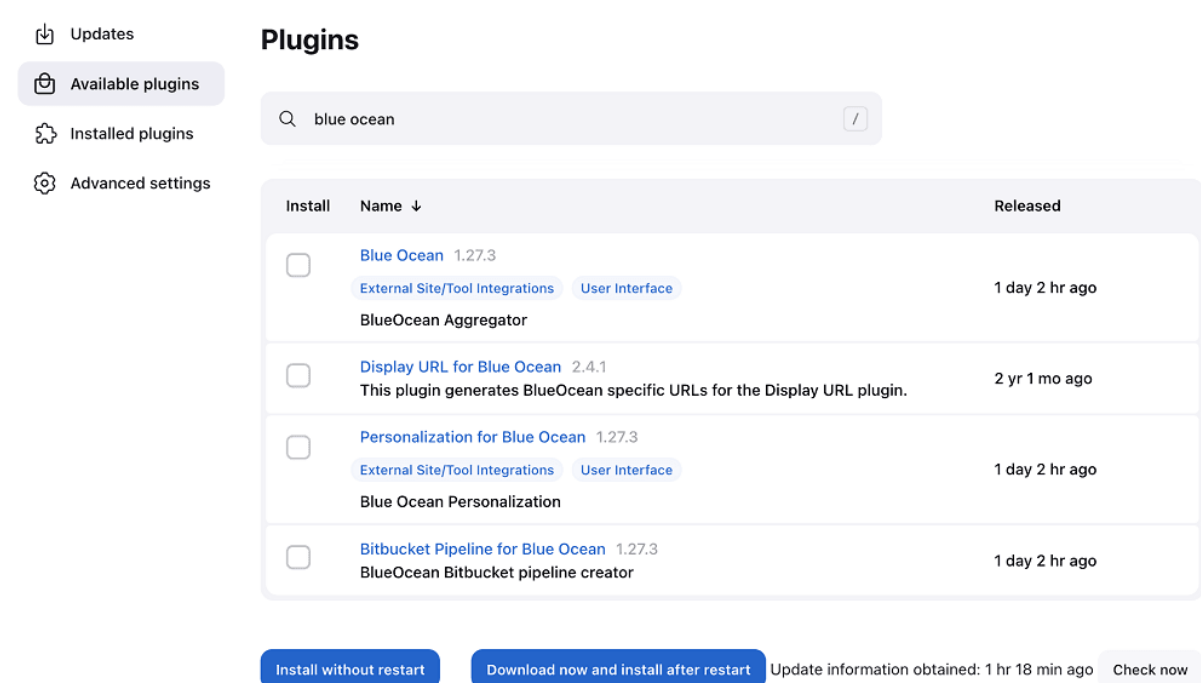 Updates
Available plugins
Installed plugins
Advanced settings
Plugins
blue ocean /
Install Name ↓ Released
Blue Ocean 1.27.3
External Site/Tool Integrations User Interface
1 day 2 hr ago
BlueOcean Aggregator
Display URL for Blue Ocean 2.4.1
2 yr 1 mo ago
This plugin generates BlueOcean specific URLs for the Display URL plugin.
Personalization for Blue Ocean 1.27.3
External Site/Tool Integrations User Interface
1 day 2 hr ago
Blue Ocean Personalization
Bitbucket Pipeline for Blue Ocean 1.27.3
1 day 2 hr ago
BlueOcean Bitbucket pipeline creator
Install without restart Download now and install after restart Update information obtained: 1 hr 18 min ago Check now